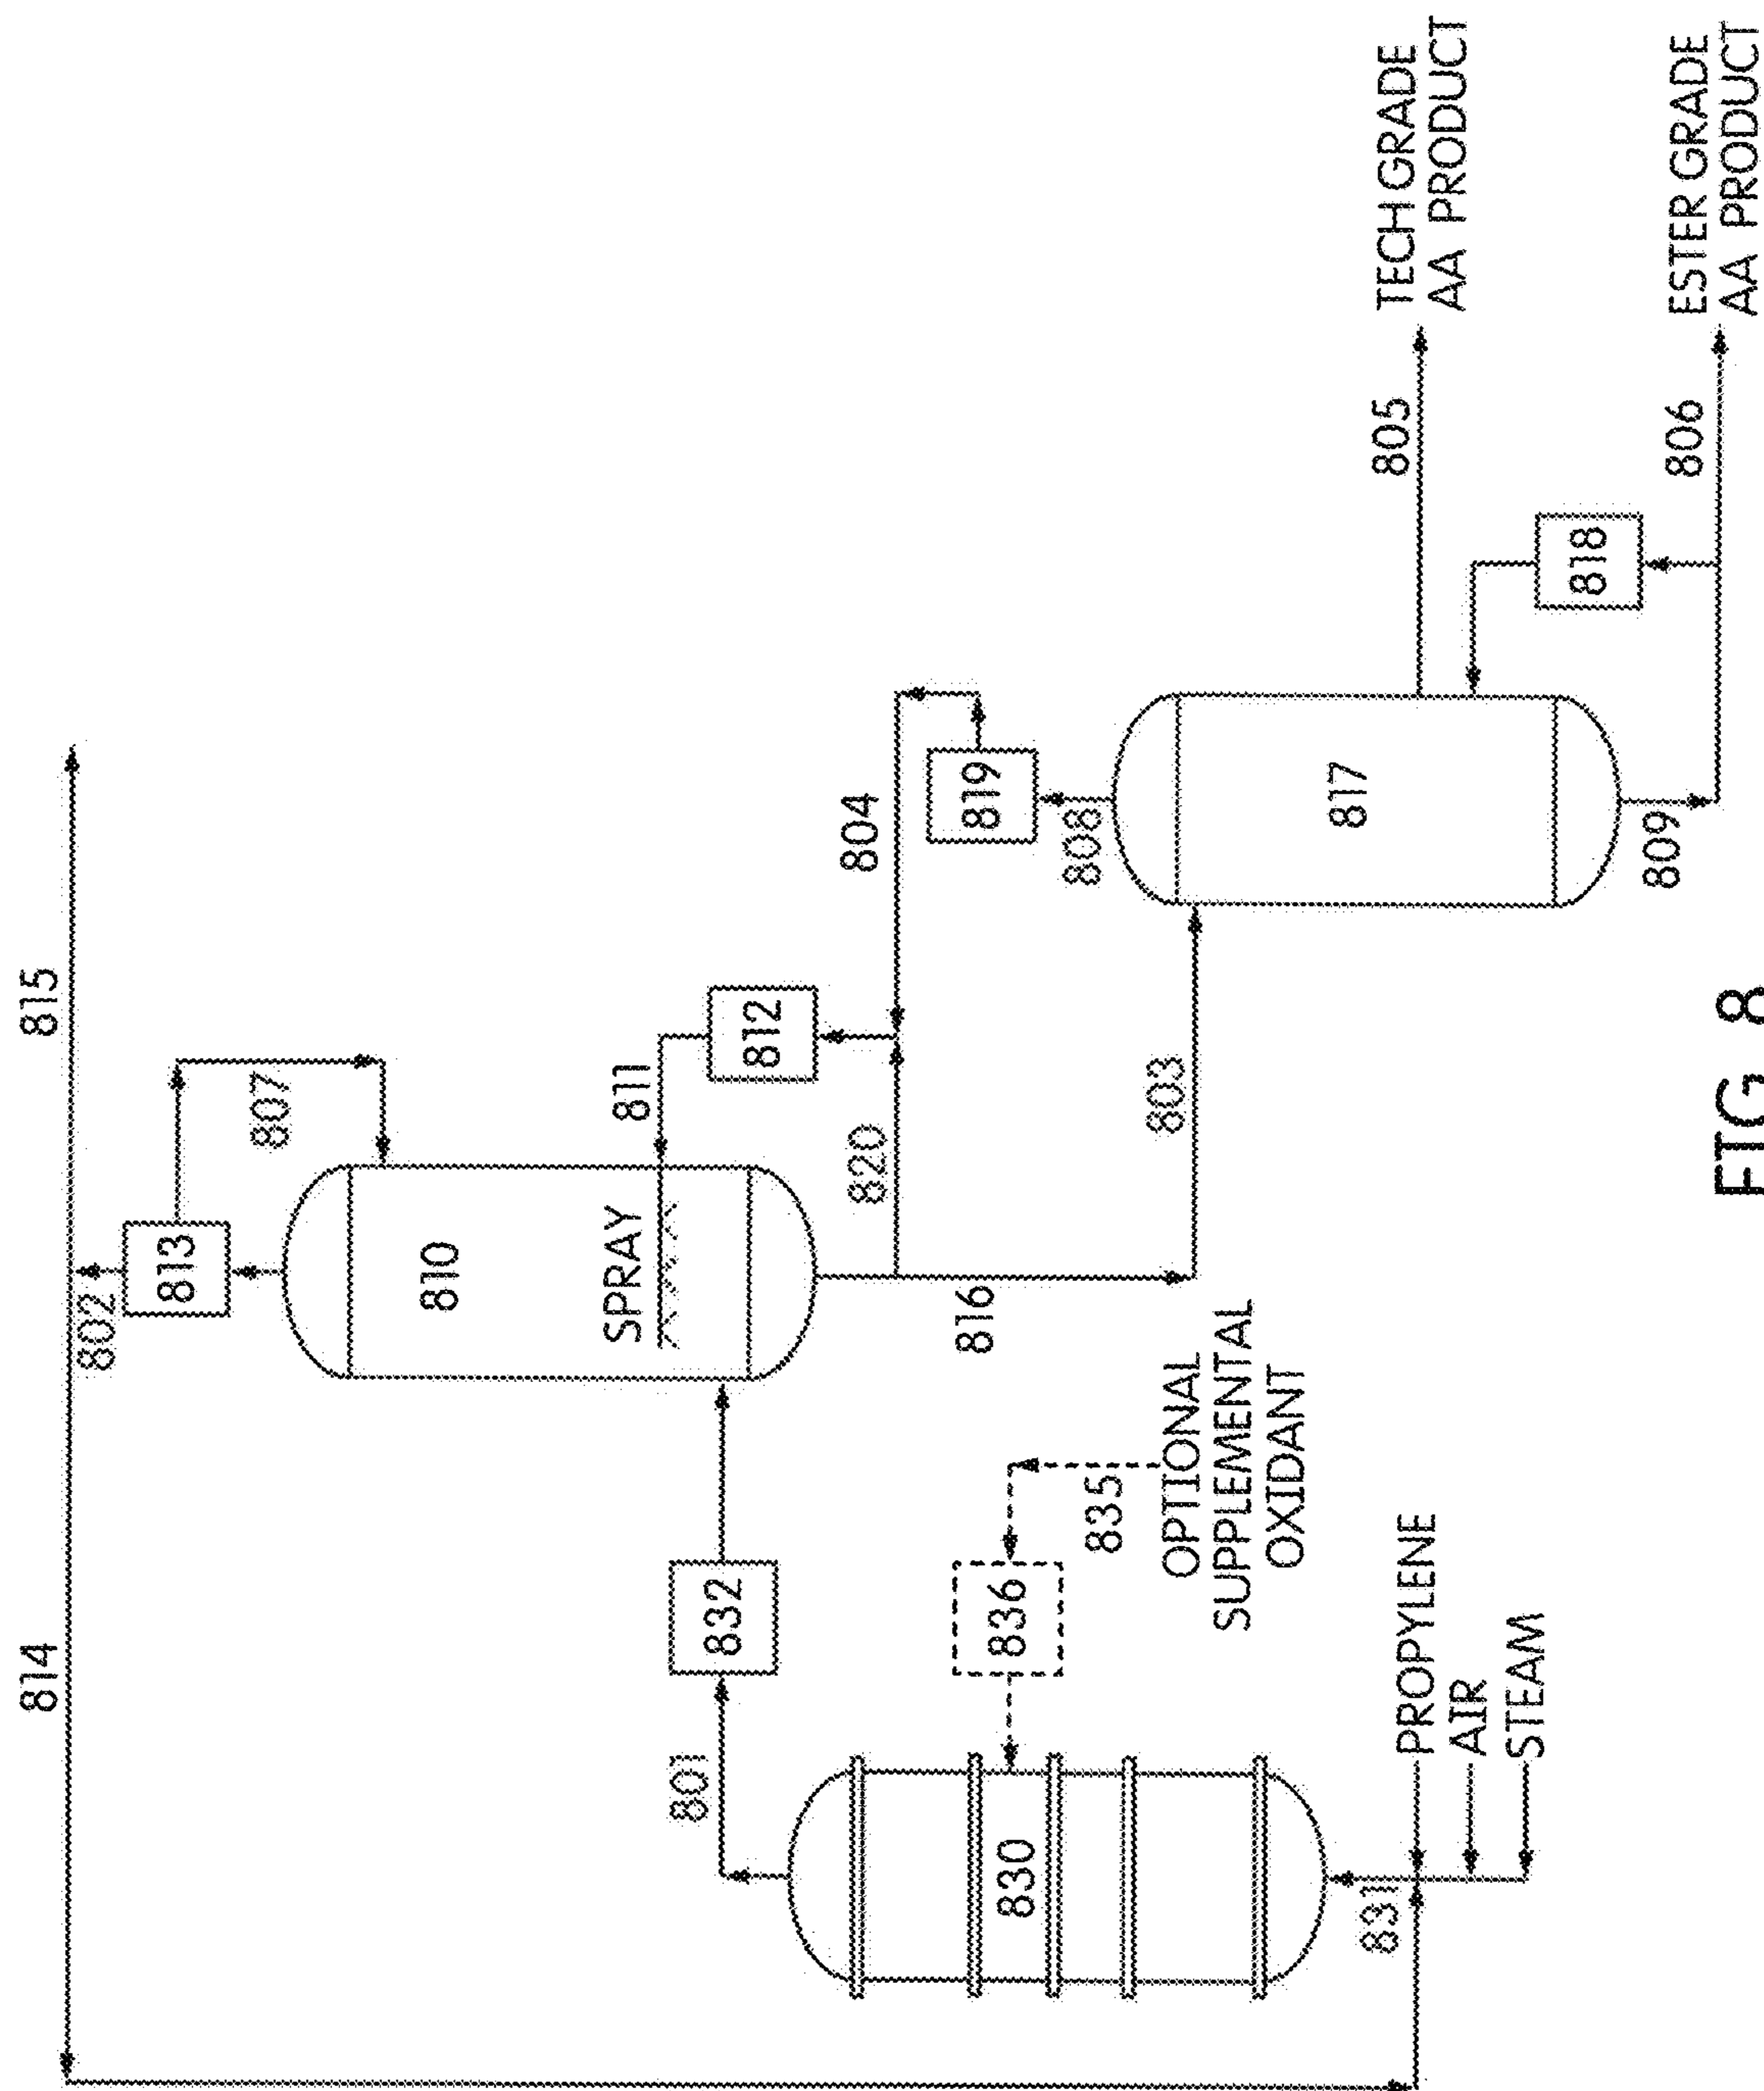 815
814
802
813
807
810
SPRAY
811
812
820
816
804
819
808
803
817
809
818
805
TECH GRADE
AA PRODUCT
806
ESTER GRADE
AA PRODUCT
801
832
836
835
OPTIONAL
SUPPLEMENTAL
OXIDANT
830
831
PROPYLENE
AIR
STEAM
FIG 8